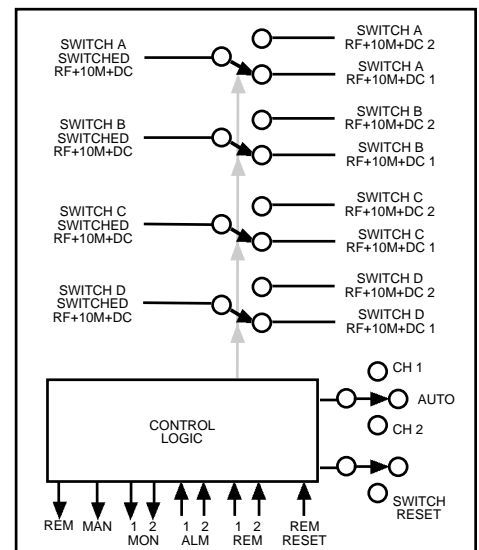 SWITCH A
SWITCHED
RF+10M+DC
SWITCH A
RF+10M+DC 2
SWITCH A
RF+10M+DC 1
SWITCH B
SWITCHED
RF+10M+DC
SWITCH B
RF+10M+DC 2
SWITCH B
RF+10M+DC 1
SWITCH C
SWITCHED
RF+10M+DC
SWITCH C
RF+10M+DC 2
SWITCH C
RF+10M+DC 1
SWITCH D
SWITCHED
RF+10M+DC
SWITCH D
RF+10M+DC 2
SWITCH D
RF+10M+DC 1
CONTROL
LOGIC
CH 1
AUTO
CH 2
SWITCH
RESET
REM
MAN
1 2
MON
1 2
ALM
1 2
REM
REM
RESET